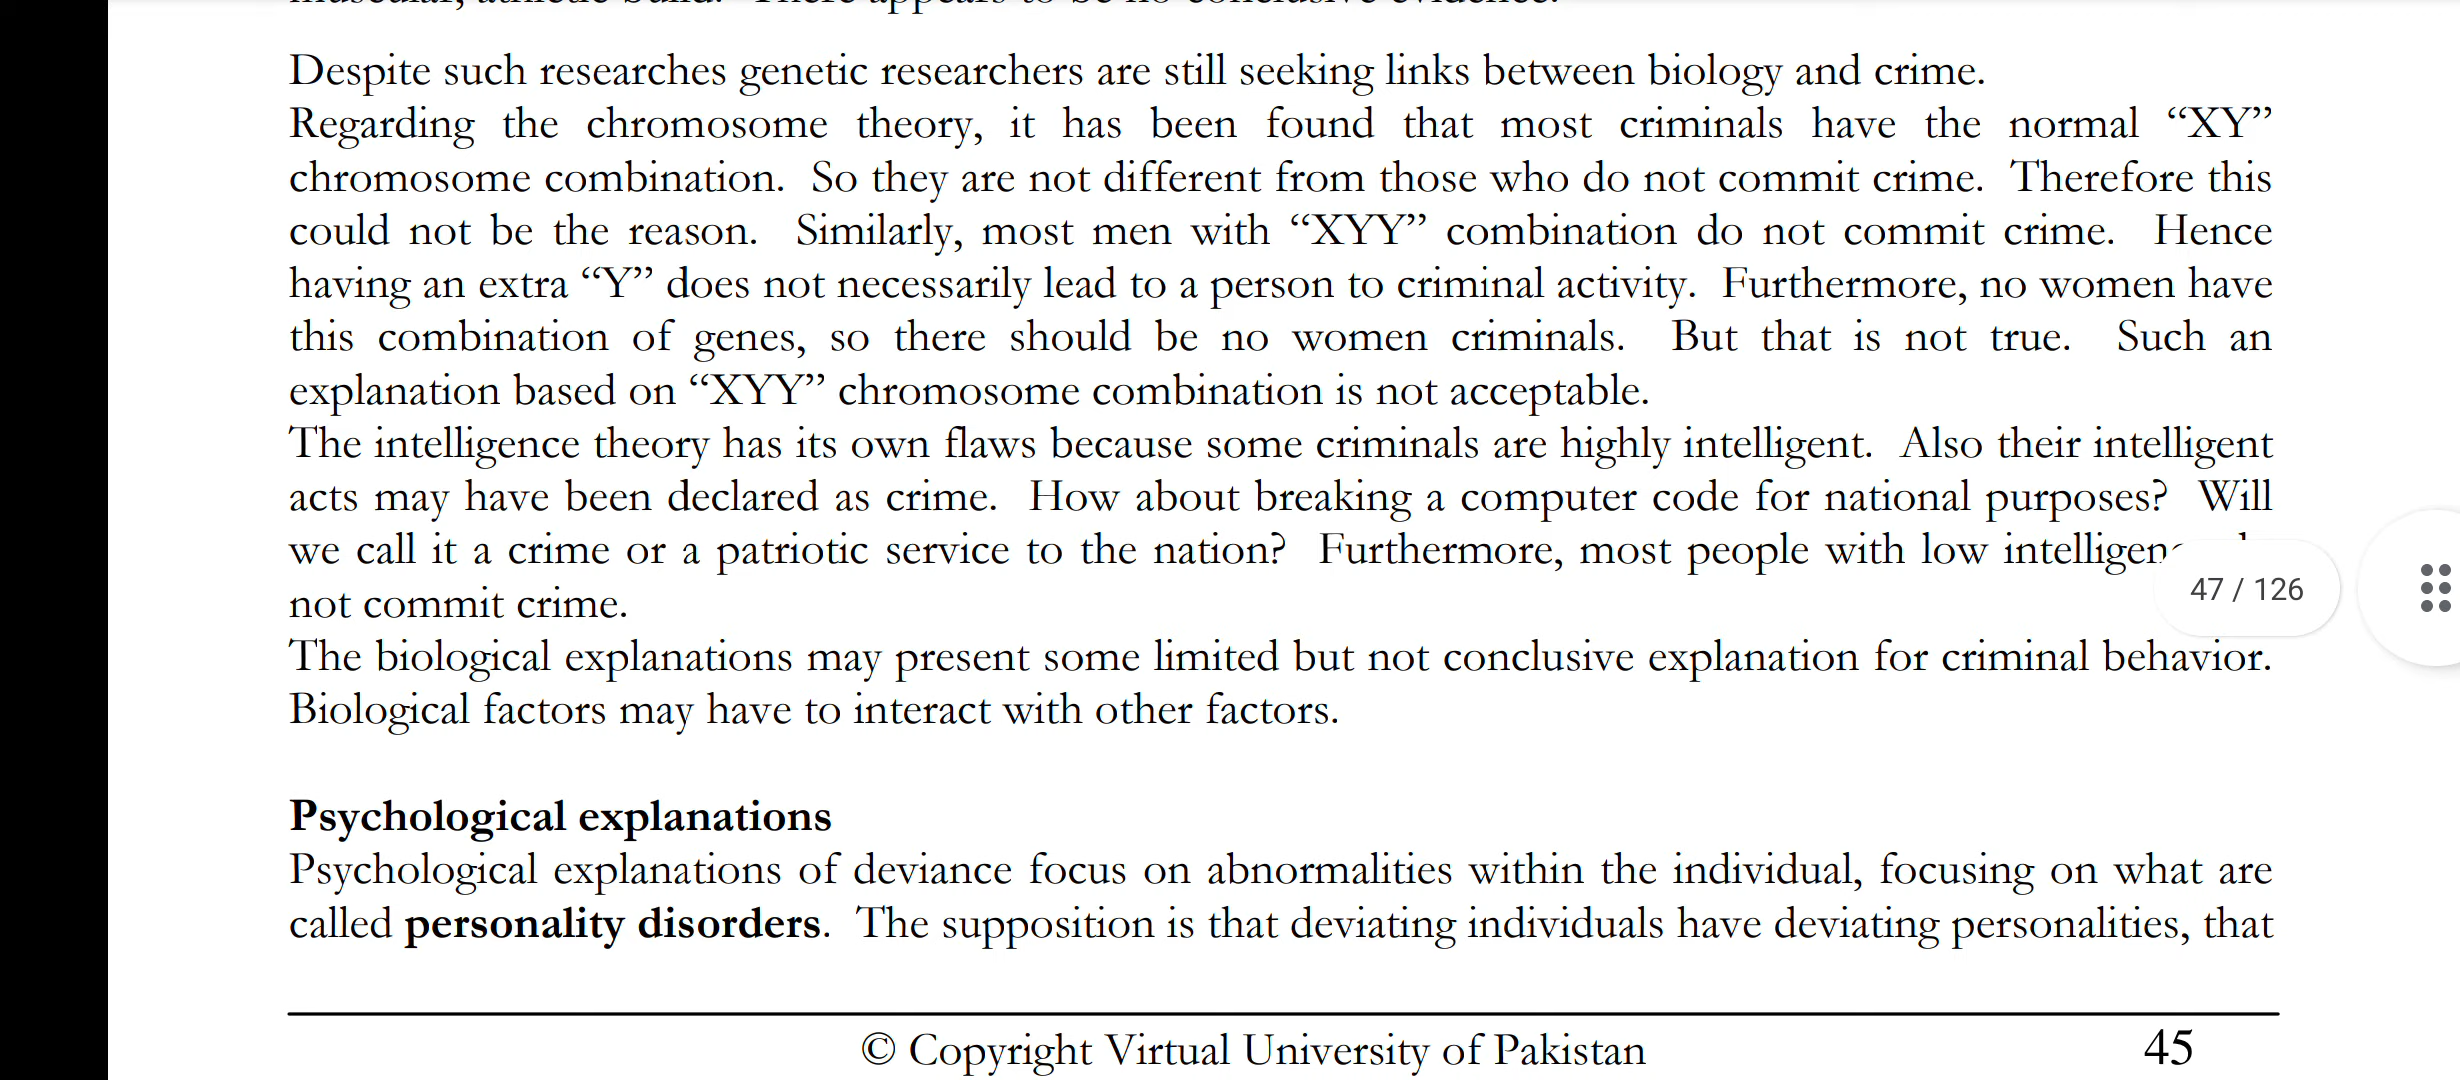 Despite such researches genetic researchers are still seeking links between biology and crime.
Regarding the chromosome theory, it has been found that most criminals have the normal “XY”
chromosome combination. So they are not different from those who do not commit crime. Therefore this
could not be the reason. Similarly, most men with “XYY” combination do not commit crime. Hence
having an extra “Y” does not necessarily lead to a person to criminal activity. Furthermore, no women have
this combination of genes, so there should be no women criminals. But that is not true. Such an
explanation based on “XYY” chromosome combination is not acceptable.
The intelligence theory has its own flaws because some criminals are highly intelligent. Also their intelligent
acts may have been declared as crime. How about breaking a computer code for national purposes? Will
we call it a crime or a patriotic service to the nation? Furthermore, most people with low
47 / 126
not commit crime.
The biological explanations may present some limited but not conclusive explanation for criminal behavior.
Biological factors may have to interact with other factors.
Psychological explanations
Psychological explanations of deviance focus on abnormalities within the individual, focusing on what are
called personality disorders. The supposition is that deviating individuals have deviating personalities, that
© Copyright Virtual University of Pakistan 45